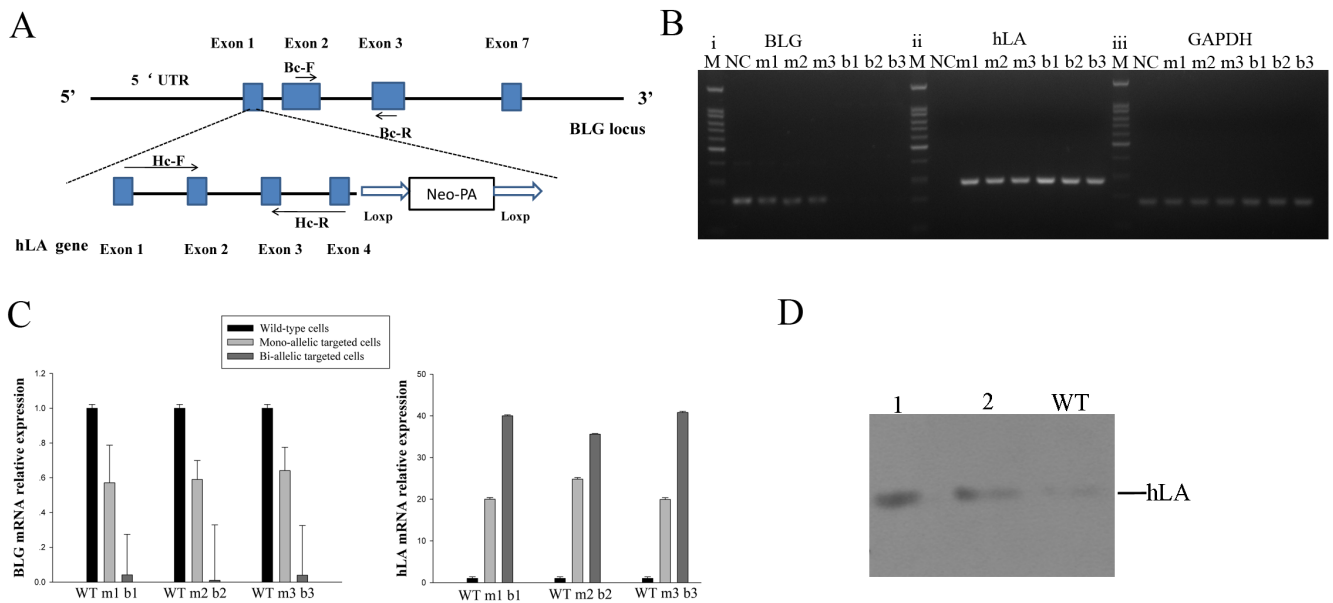 A
Exon 1 Exon 2 Exon 3 Exon 7
Bc-F
5 ‘ UTR
5’ 3’
Bc-R BLG locus
Hc-F
Neo-PA
Loxp Loxp
Hc-R
hLA gene Exon 1 Exon 2 Exon 3 Exon 4
B
i BLG ii hLA iii GAPDH
M NC m1 m2 m3 b1 b2 b3 M NC m1 m2 m3 b1 b2 b3 M NC m1 m2 m3 b1 b2 b3
C
Wild-type cells
Mono-allelic targeted cells
Bi-allelic targeted cells
BLG mRNA relative expression
1.2
1.0
.8
.6
.4
.2
0.0
WT m1 b1 WT m2 b2 WT m3 b3
hLA mRNA relative expression
50
40
30
20
10
0
WT m1 b1 WT m2 b2 WT m3 b3
D
1 2 WT
hLA